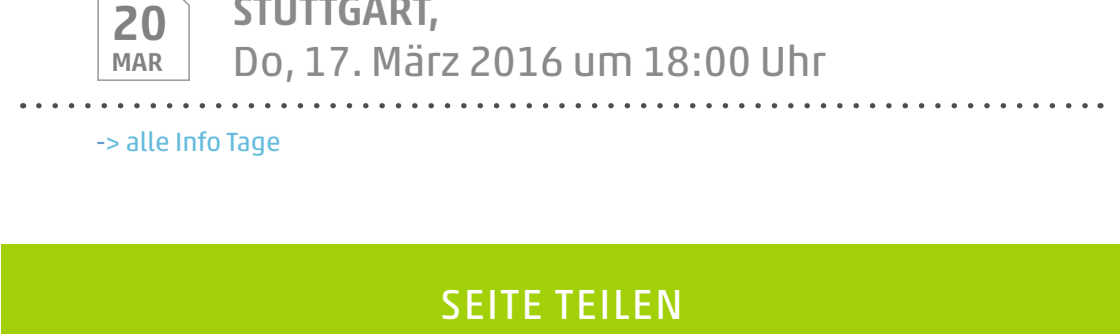 20
MAR
STUTTGART,
Do, 17. März 2016 um 18:00 Uhr
-> alle Info Tage
SEITE TEILEN